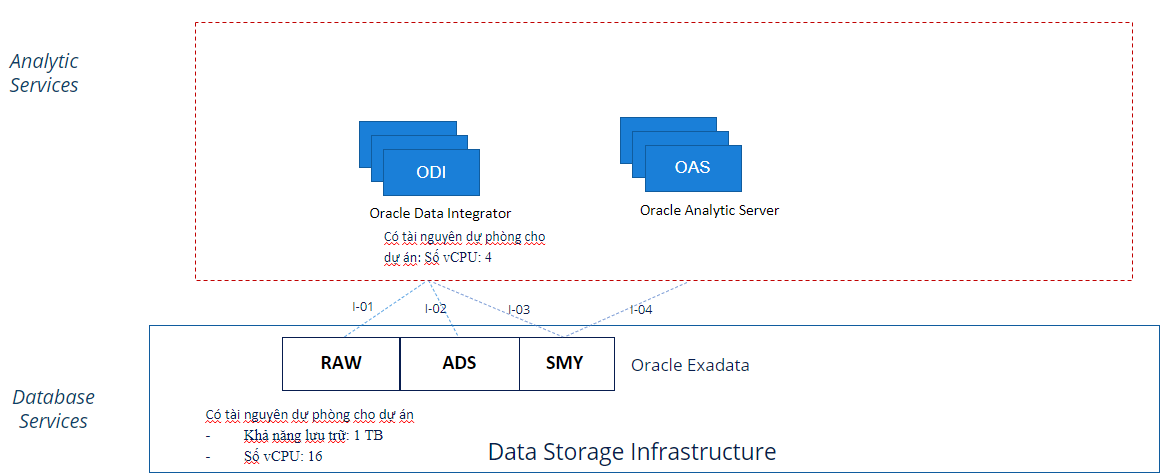 Analytic
Services
ODI
OAS
Oracle Data Integrator
Oracle Analytic Server
Có tài nguyên dự phòng cho
dự án: Số vCPU: 4
I-01
I-02
I-03
I-04
RAW
ADS
SMY
Oracle Exadata
Database
Services
Có tài nguyên dự phòng cho dự án
- Khả năng lưu trữ: 1 TB
- Số vCPU: 16
Data Storage Infrastructure